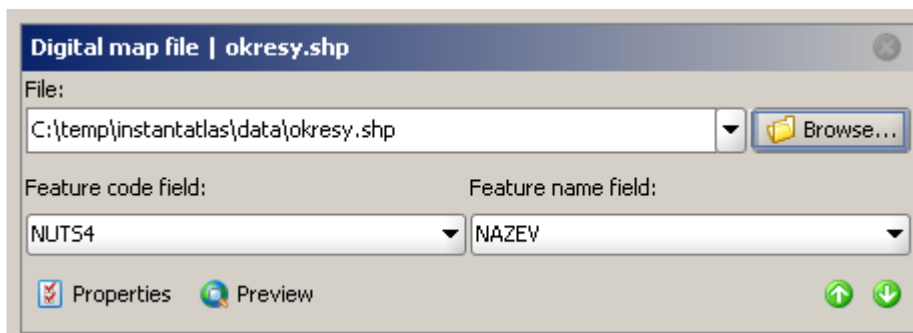 Digital map file | okresy.shp
File:
C:\temp\instantatlas\data\okresy.shp Browse...
Feature code field: Feature name field:
NUTS4 NAZEV
Properties Preview